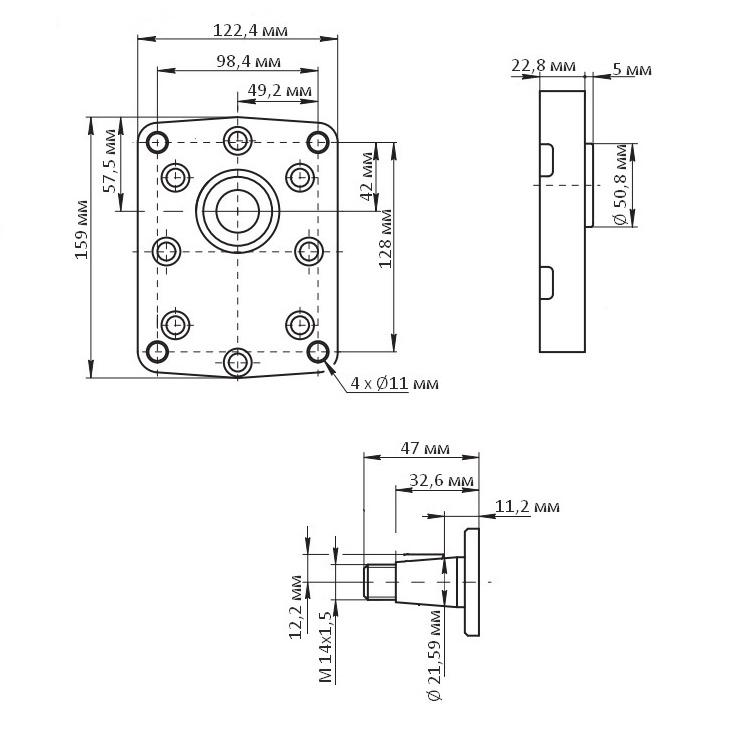 122,4 мм
98,4 мм
49,2 мм
57,5 мм
159 мм
42 мм
128 мм
4 x Ø11 мм
22,8 мм
5 мм
Ø 50,8 мм
47 мм
32,6 мм
11,2 мм
12,2 мм
М 14x1,5
Ø 21,59 мм